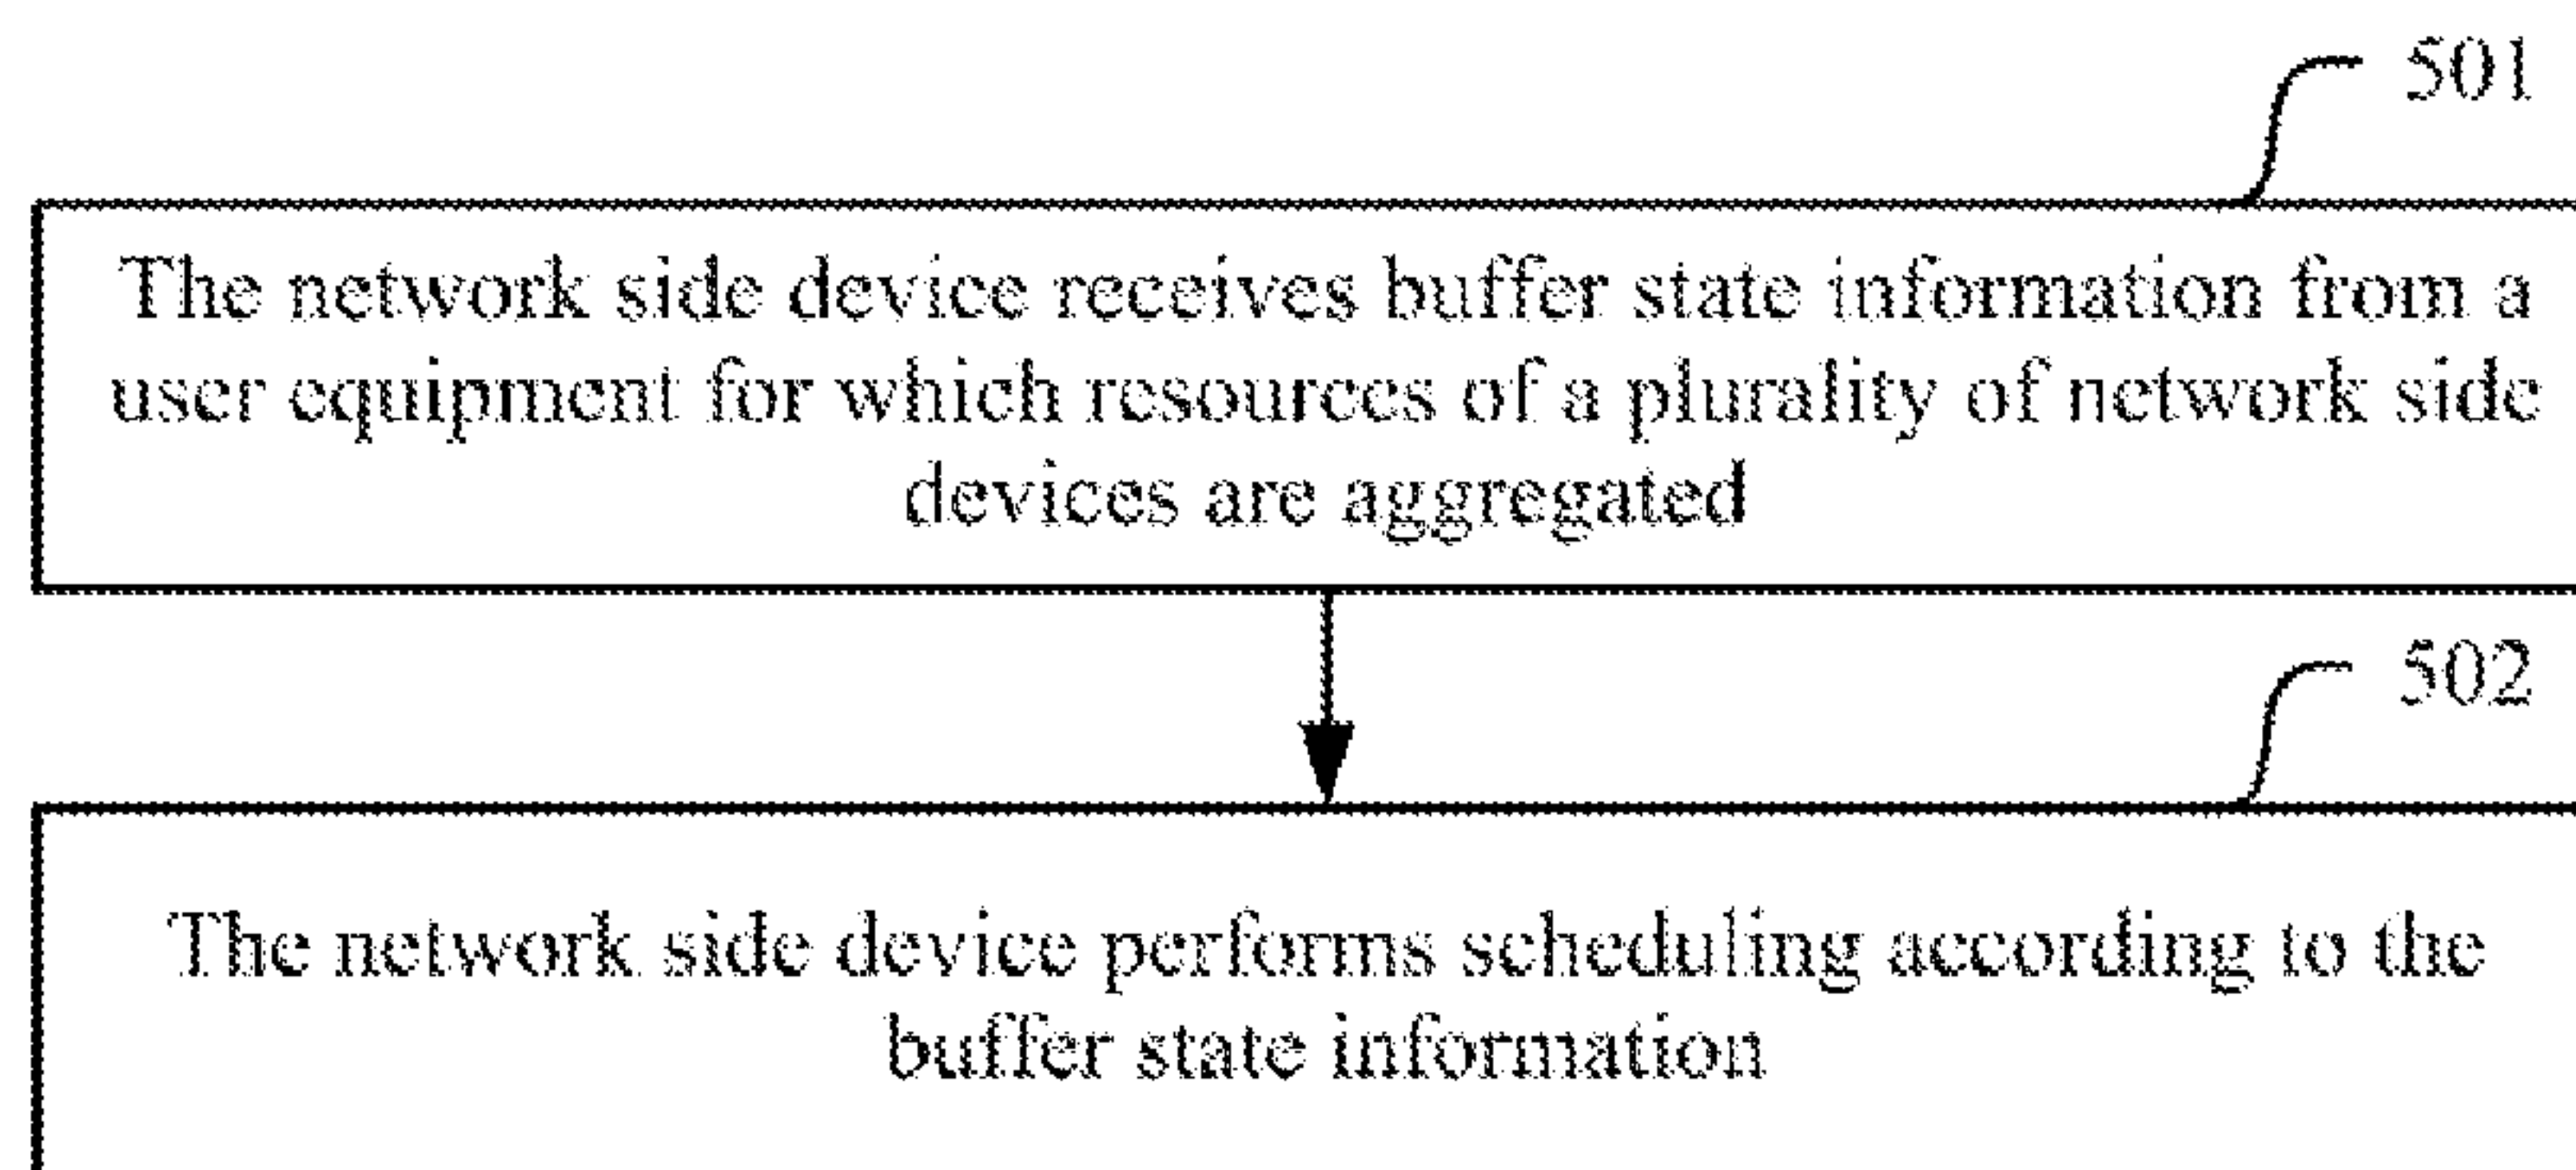 501
The network side device receives buffer state information from a
user equipment for which resources of a plurality of network side
devices are aggregated
502
The network side device performs scheduling according to the
buffer state information